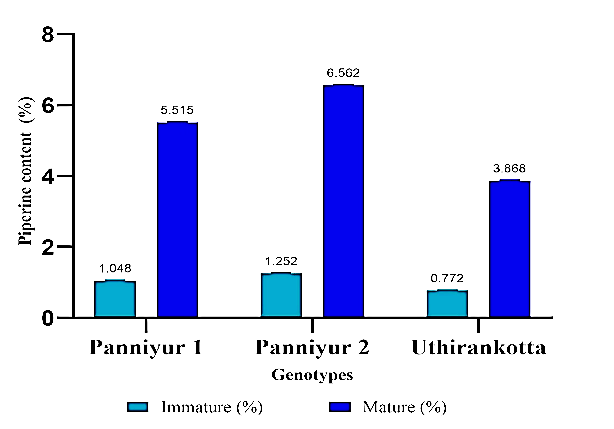 8
6.562
6
5.515
Piperine content (%)
4
3.868
2
1.048
1.252
0.772
0
Panniyur 1
Panniyur 2
Uthirankotta
Genotypes
Immature (%)
Mature (%)